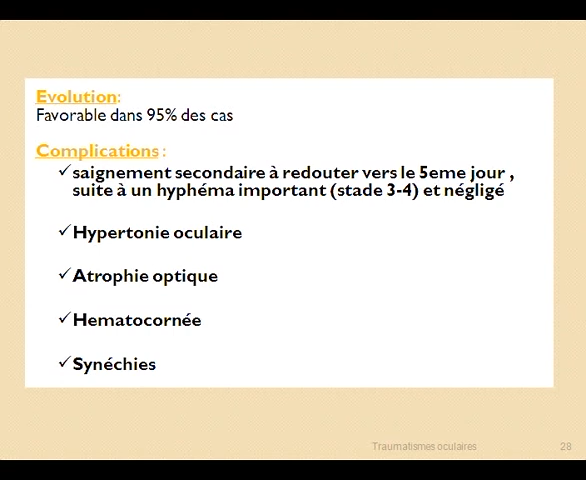 Evolution:
Favorable dans 95% des cas
Complications :
✓saignement secondaire à redouter vers le 5eme jour ,
suite à un hyphéma important (stade 3-4) et négligé
✓Hypertonie oculaire
✓Atrophie optique
✓Hematocornée
✓Synéchies
Traumatismes oculaires 28